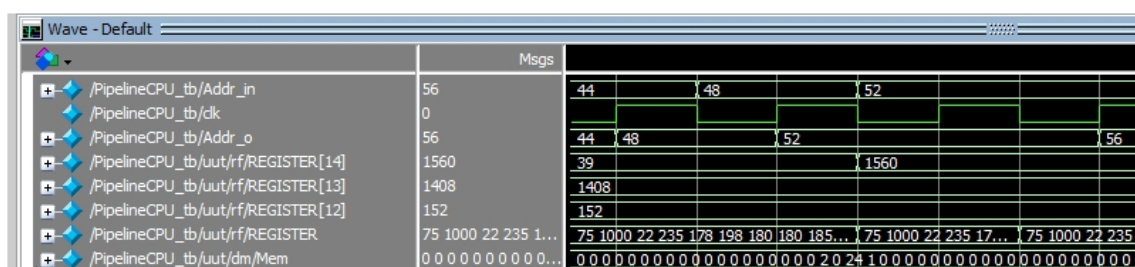 Wave - Default
Msgs
/PipelineCPU_tb/Addr_in 56 44 48 52
/PipelineCPU_tb/clk 0
/PipelineCPU_tb/Addr_o 56 44 48 52 56
/PipelineCPU_tb/uut/rf/REGISTER[14] 1560 39 1560
/PipelineCPU_tb/uut/rf/REGISTER[13] 1408 1408
/PipelineCPU_tb/uut/rf/REGISTER[12] 152 152
/PipelineCPU_tb/uut/rf/REGISTER 75 1000 22 235 1... 75 1000 22 235 178 198 180 180 185... 75 1000 22 235 17... 75 1000 22 235
/PipelineCPU_tb/uut/dm/Mem 0 0 0 0 0 0 0 0 0 0...